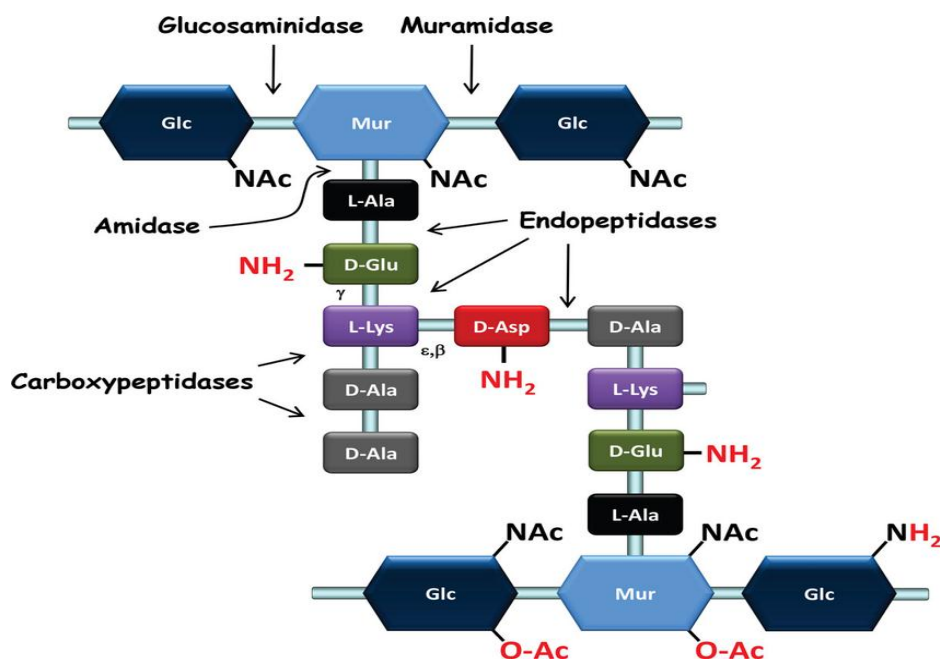 Glucosaminidase Muramidase
Glc Mur Glc
NAc NAc NAc
L-Ala
Amidase Endopeptidases
NH₂ D-Glu
γ
L-Lys D-Asp D-Ala
ε,β
NH₂
Carboxypeptidases
D-Ala L-Lys
D-Ala D-Glu NH₂
L-Ala
NAc NAc NH₂
Glc Mur Glc
O-Ac O-Ac